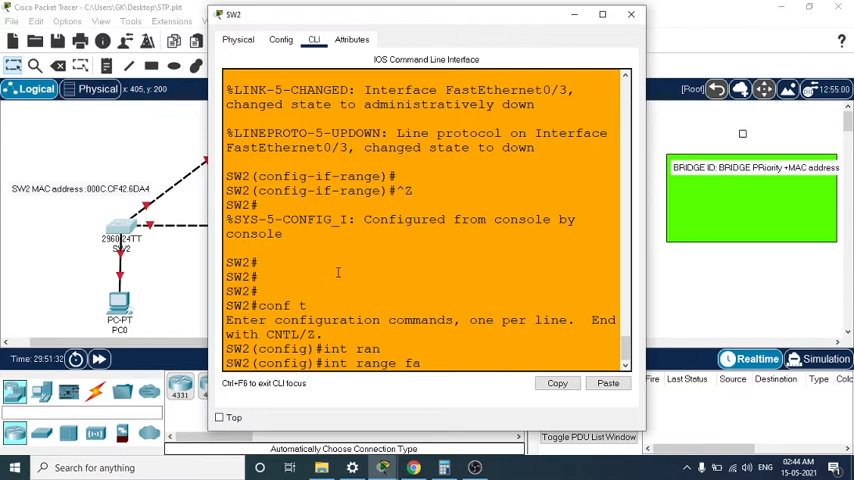 Cisco Packet Tracer - C:\Users\GK\Desktop\STP.pkt
File Edit Options View Tools Extensions
SW2
Physical Config CLI Attributes
IOS Command Line Interface
Logical Physical x: 405, y: 200
[Root] 12:55:00
%LINK-5-CHANGED: Interface FastEthernet0/3,
changed state to administratively down
%LINEPROTO-5-UPDOWN: Line protocol on Interface
FastEthernet0/3, changed state to down
SW2(config-if-range)#
SW2(config-if-range)#^Z
SW2#
%SYS-5-CONFIG_I: Configured from console by
console
SW2#
SW2#
SW2#
SW2#conf t
Enter configuration commands, one per line. End
with CNTL/Z.
SW2(config)#int ran
SW2(config)#int range fa
Ctrl+F6 to exit CLI focus
Copy Paste
Top
SW2 MAC address :000C.CF42.6DA4
2960 24TT
SW2
PC-PT
PC0
BRIDGE ID: BRIDGE PRiority +MAC address
Time: 29:51:32
Realtime Simulation
4331
Fire Last Status Source Destination Type Color
Automatically Choose Connection Type
Toggle PDU List Window
Search for anything
ENG
02:44 AM
15-05-2021